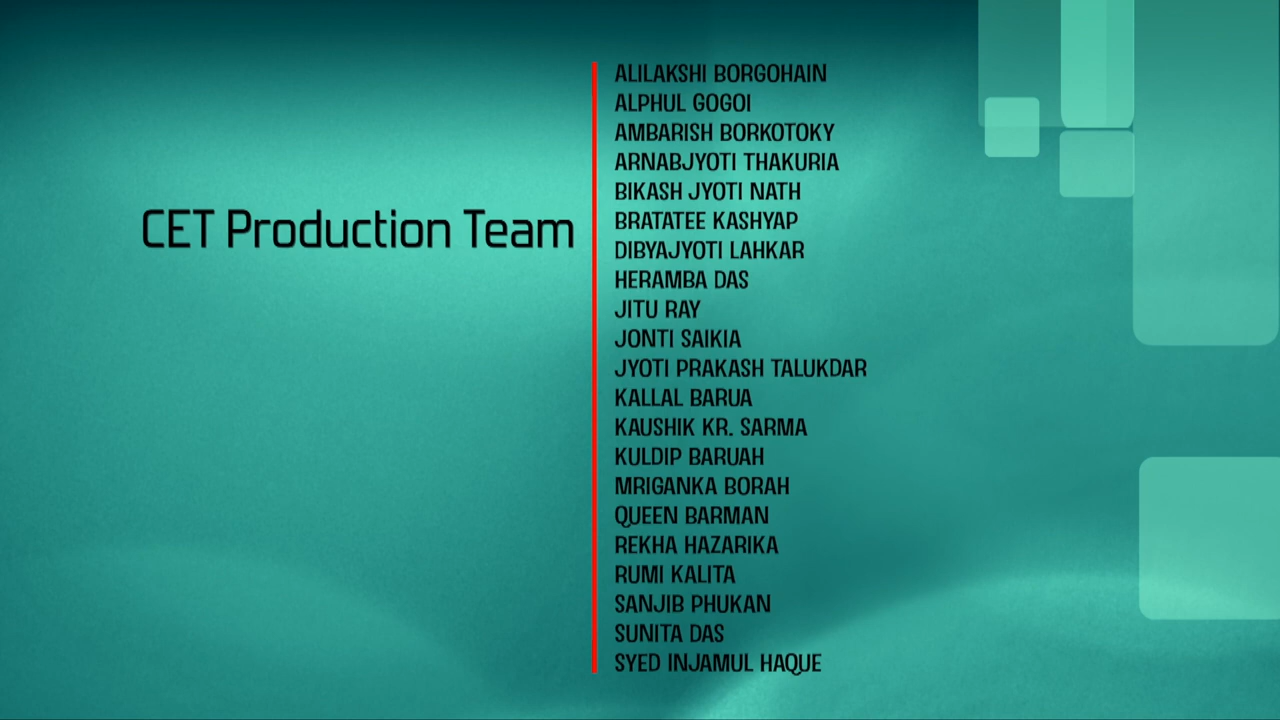 CET Production Team
ALILAKSHI BORGOHAIN
ALPHUL GOGOI
AMBARISH BORKOTOKY
ARNABJYOTI THAKURIA
BIKASH JYOTI NATH
BRATATEE KASHYAP
DIBYAJYOTI LAHKAR
HERAMBA DAS
JITU RAY
JONTI SAIKIA
JYOTI PRAKASH TALUKDAR
KALLAL BARUA
KAUSHIK KR. SARMA
KULDIP BARUAH
MRIGANKA BORAH
QUEEN BARMAN
REKHA HAZARIKA
RUMI KALITA
SANJIB PHUKAN
SUNITA DAS
SYED INJAMUL HAQUE